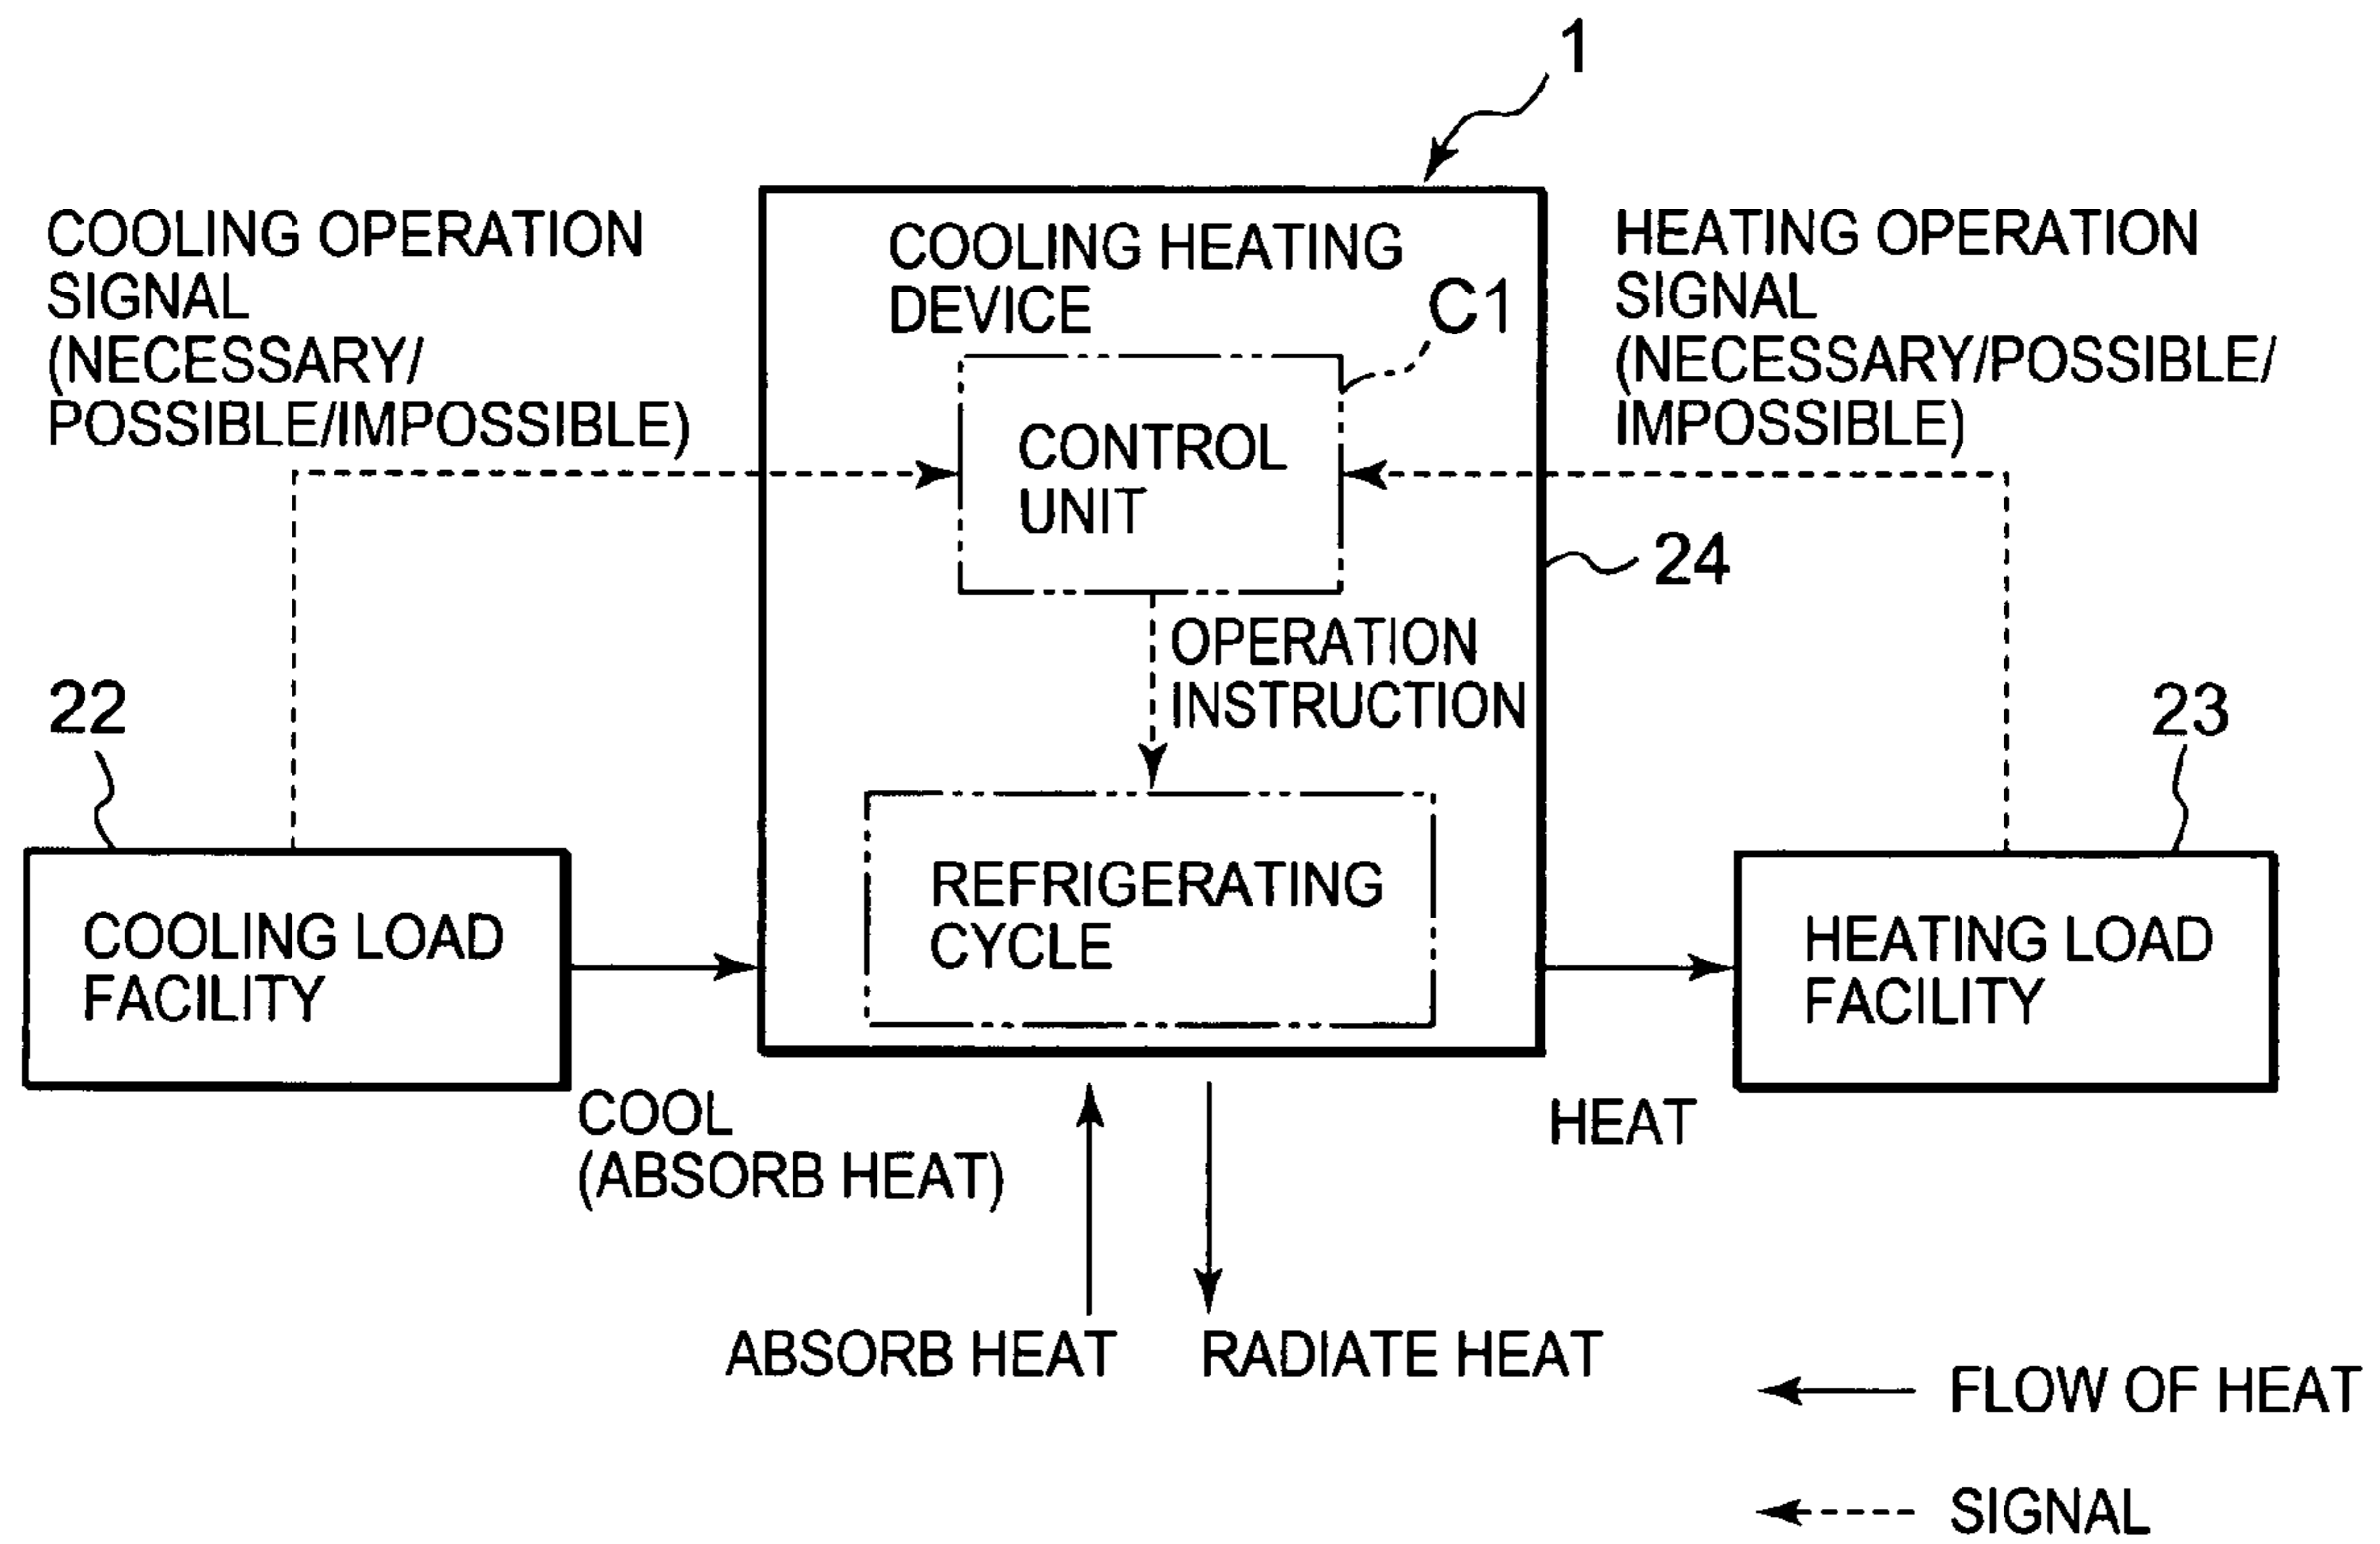 1
COOLING OPERATION
SIGNAL
(NECESSARY/
POSSIBLE/IMPOSSIBLE)
COOLING HEATING
DEVICE
C1
HEATING OPERATION
SIGNAL
(NECESSARY/POSSIBLE/
IMPOSSIBLE)
CONTROL
UNIT
24
OPERATION
INSTRUCTION
22
23
COOLING LOAD
FACILITY
REFRIGERATING
CYCLE
HEATING LOAD
FACILITY
COOL
(ABSORB HEAT)
HEAT
ABSORB HEAT
RADIATE HEAT
FLOW OF HEAT
SIGNAL